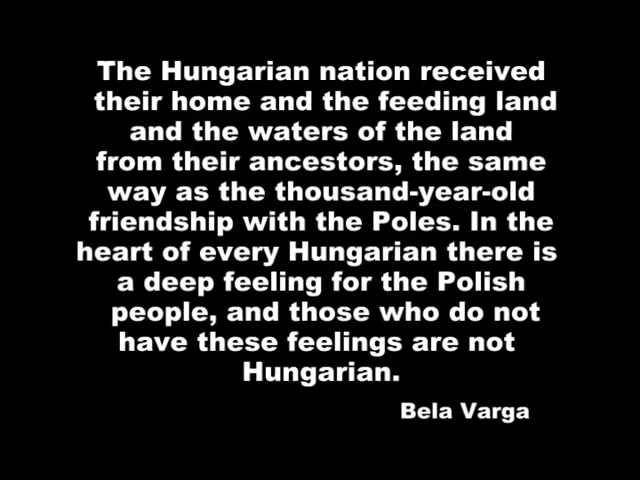 The Hungarian nation received
their home and the feeding land
and the waters of the land
from their ancestors, the same
way as the thousand-year-old
friendship with the Poles. In the
heart of every Hungarian there is
a deep feeling for the Polish
people, and those who do not
have these feelings are not
Hungarian.
Bela Varga